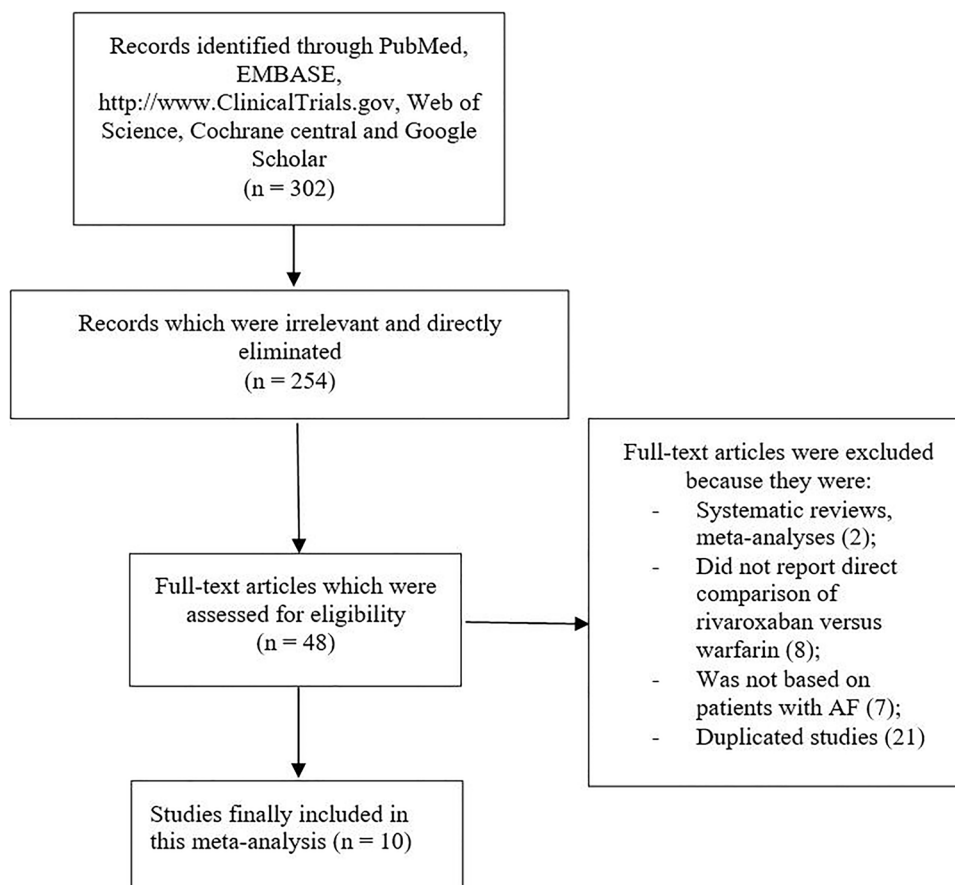 Records identified through PubMed,
EMBASE,
http://www.ClinicalTrials.gov, Web of
Science, Cochrane central and Google
Scholar
(n = 302)
Records which were irrelevant and directly
eliminated
(n = 254)
Full-text articles which were
assessed for eligibility
(n = 48)
Full-text articles were excluded
because they were:
- Systematic reviews,
meta-analyses (2);
- Did not report direct
comparison of
rivaroxaban versus
warfarin (8);
- Was not based on
patients with AF (7);
- Duplicated studies (21)
Studies finally included in
this meta-analysis (n = 10)